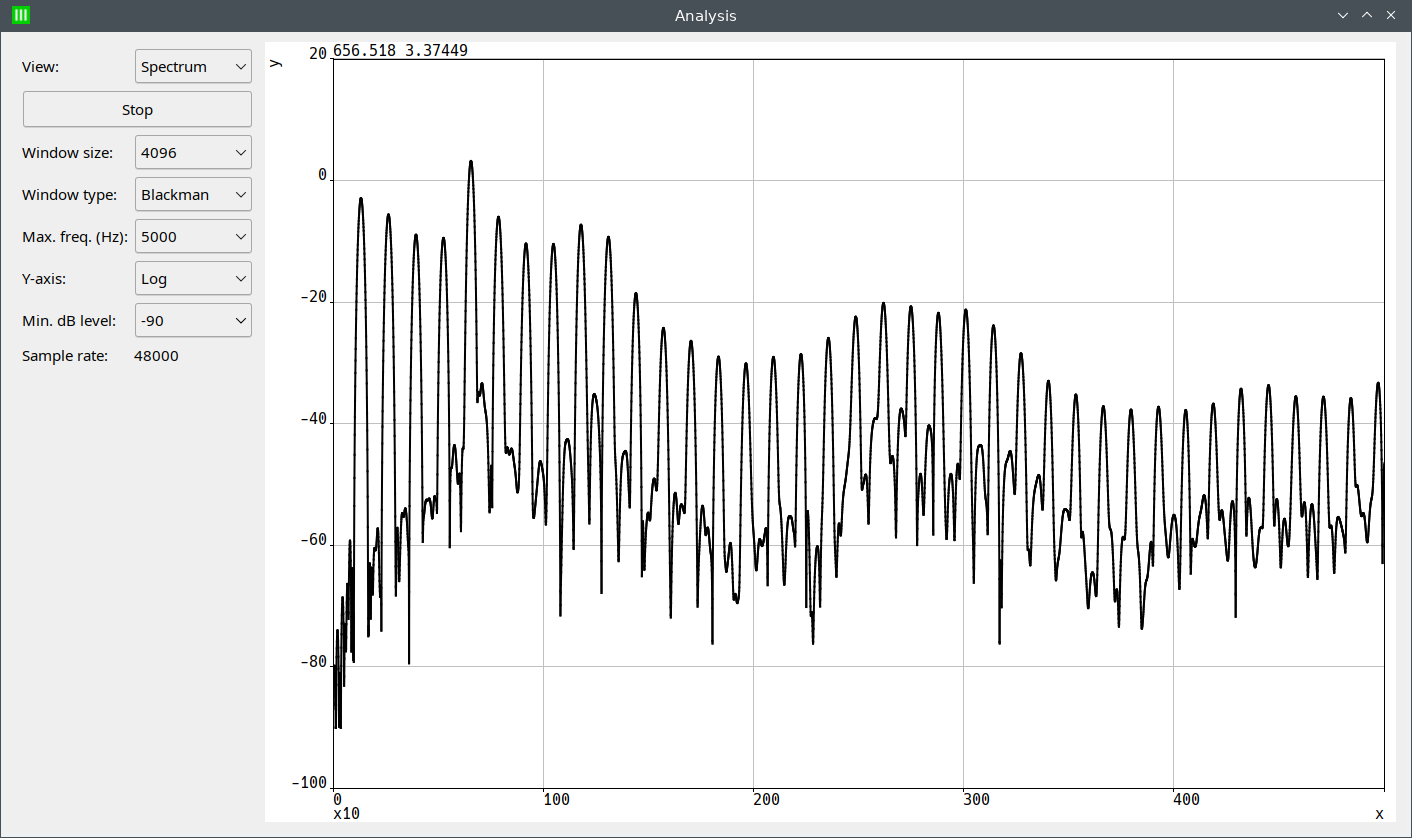 Analysis
View: Spectrum
Stop
Window size: 4096
Window type: Blackman
Max. freq. (Hz): 5000
Y-axis: Log
Min. dB level: -90
Sample rate: 48000
656.518 3.37449
y
20
0
-20
-40
-60
-80
-100
0 100 200 300 400
x10 x